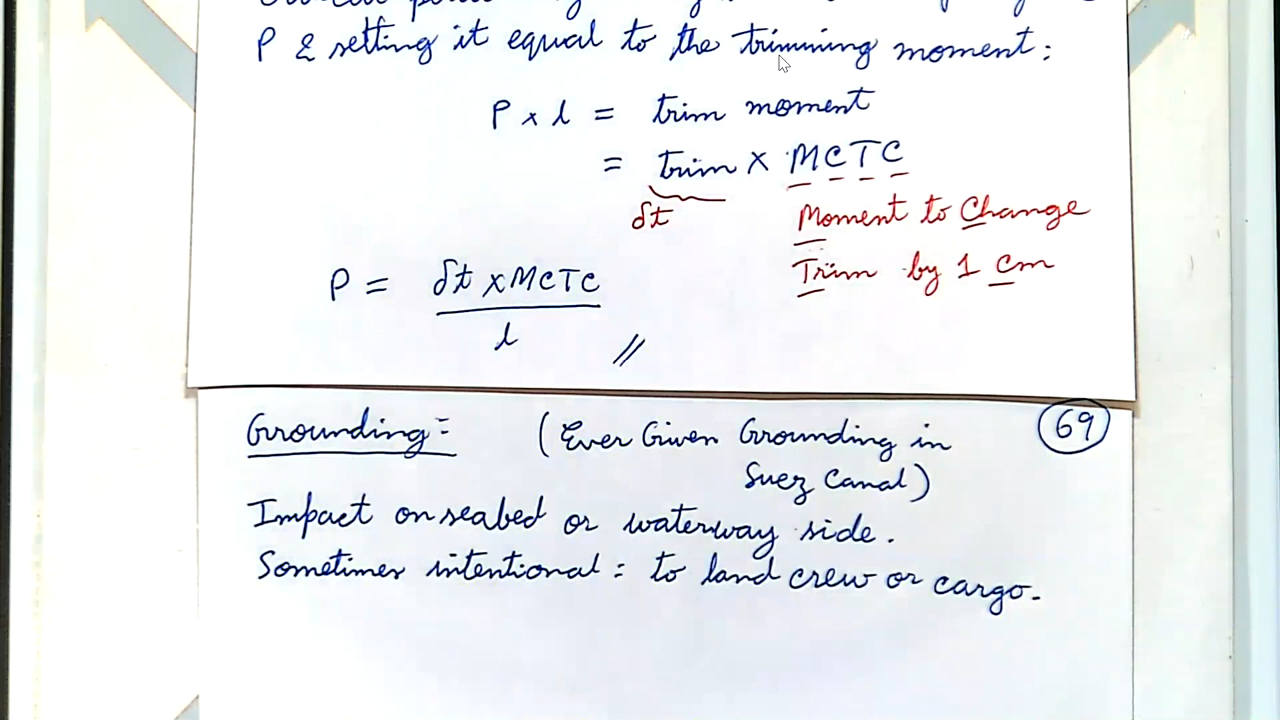 P & setting it equal to the trimming moment:
P x l = trim moment
= trim x MCTC
δt
Moment to Change
Trim by 1 cm
P = δt x MCTC
l
//
Grounding:
69
(Ever Given Grounding in
Suez Canal)
Impact on seabed or waterway side.
Sometimes intentional: to land crew or cargo.